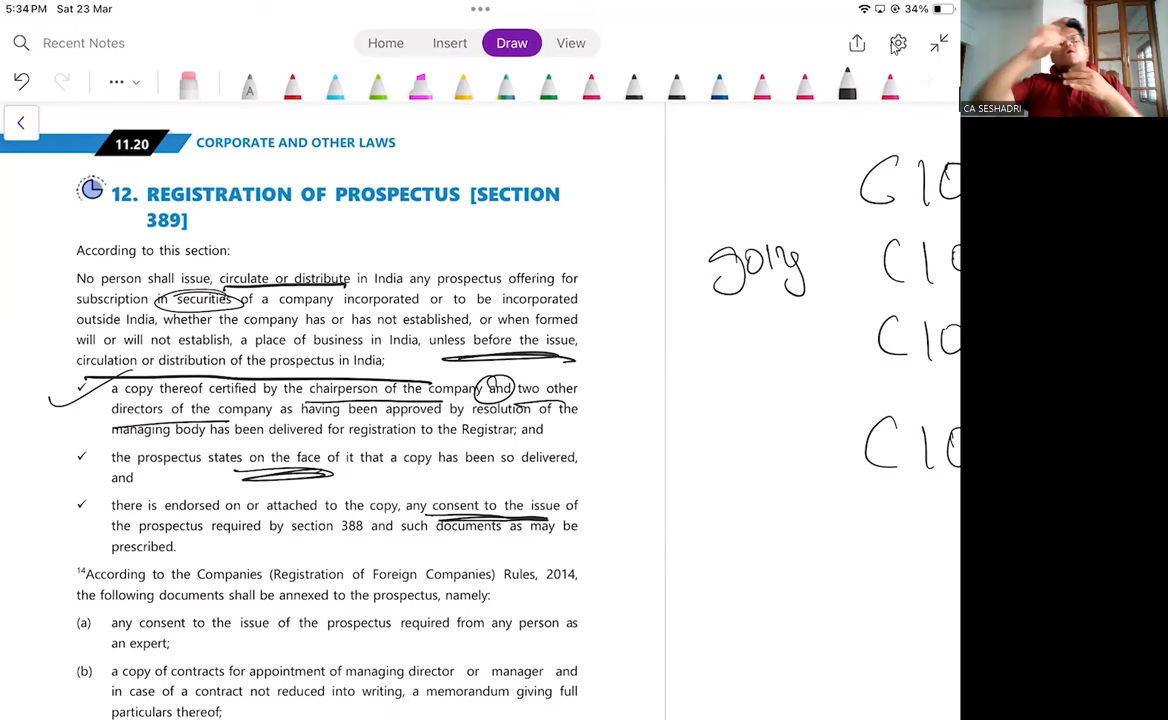 5:34 PM Sat 23 Mar
34%
Recent Notes
Home Insert Draw View
A
CA SESHADRI
11.20 CORPORATE AND OTHER LAWS
12. REGISTRATION OF PROSPECTUS [SECTION
389]
According to this section:
No person shall issue, circulate or distribute in India any prospectus offering for
subscription in securities of a company incorporated or to be incorporated
outside India, whether the company has or has not established, or when formed
will or will not establish, a place of business in India, unless before the issue,
circulation or distribution of the prospectus in India;
✓ a copy thereof certified by the chairperson of the company and two other
directors of the company as having been approved by resolution of the
managing body has been delivered for registration to the Registrar; and
✓ the prospectus states on the face of it that a copy has been so delivered,
and
✓ there is endorsed on or attached to the copy, any consent to the issue of
the prospectus required by section 388 and such documents as may be
prescribed.
14According to the Companies (Registration of Foreign Companies) Rules, 2014,
the following documents shall be annexed to the prospectus, namely:
(a) any consent to the issue of the prospectus required from any person as
an expert;
(b) a copy of contracts for appointment of managing director or manager and
in case of a contract not reduced into writing, a memorandum giving full
particulars thereof;